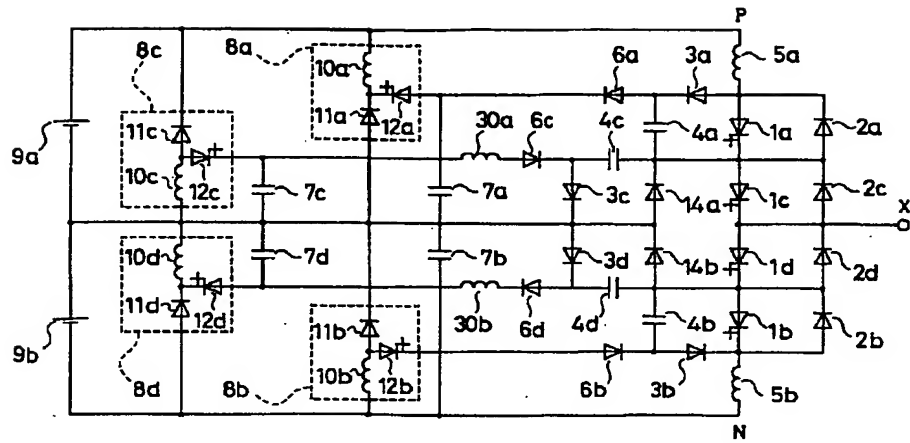 P
8c 8a 6a 3a
10a 5a
11c 12a 30a 6c 4c 4a 1a 2a
9a 11a
12c
10c 7c 7a 3c 14a 1c 2c
X
10d 7d 7b 3d 14b 1d 2d
11d 12d 30b 6d 4d 4b 1b 2b
9b 11b
12b
10b
8d 8b 6b 3b 5b
N